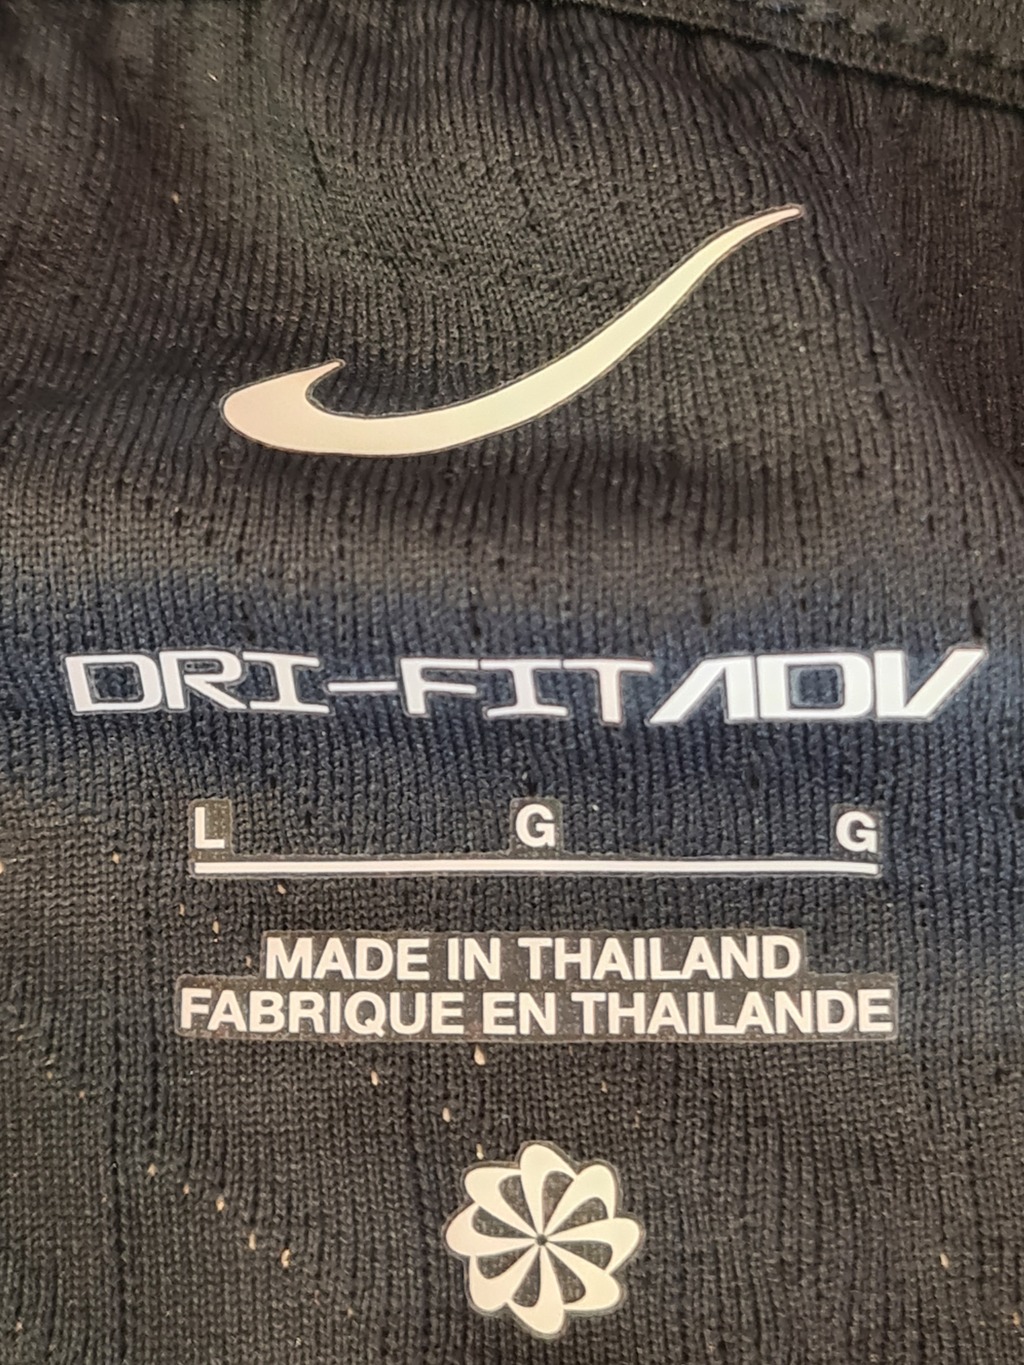 DRI-FIT ADV
L G G
MADE IN THAILAND
FABRIQUE EN THAILANDE